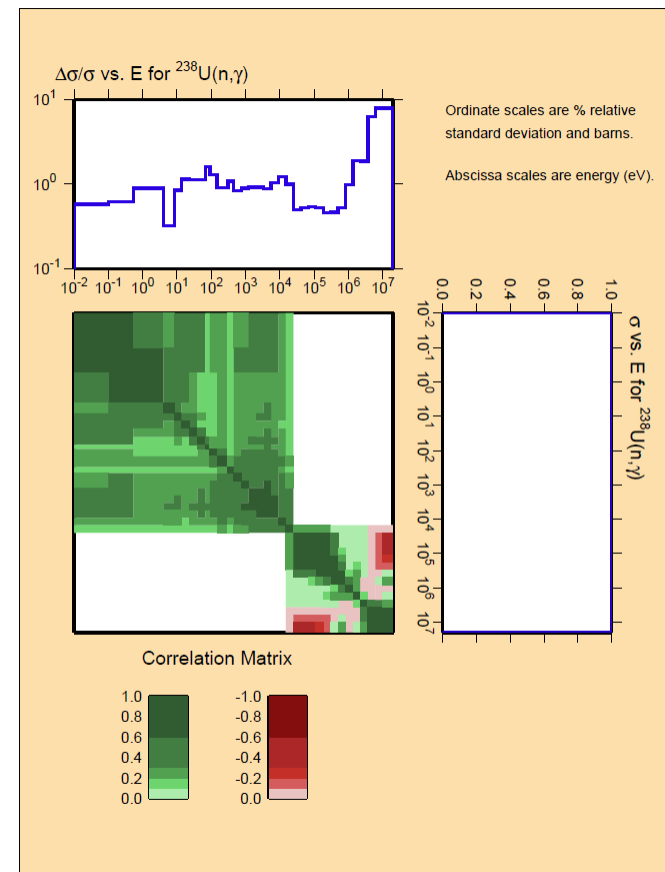 Δσ/σ vs. E for ²³⁸U(n,γ)
10¹
10⁰
10⁻¹
10⁻² 10⁻¹ 10⁰ 10¹ 10² 10³ 10⁴ 10⁵ 10⁶ 10⁷
Ordinate scales are % relative
standard deviation and barns.
Abscissa scales are energy (eV).
0.0 0.2 0.4 0.6 0.8 1.0
10⁻² 10⁻¹ 10⁰ 10¹ 10² 10³ 10⁴ 10⁵ 10⁶ 10⁷
σ vs. E for ²³⁸U(n,γ)
Correlation Matrix
1.0 -1.0
0.8 -0.8
0.6 -0.6
0.4 -0.4
0.2 -0.2
0.0 0.0